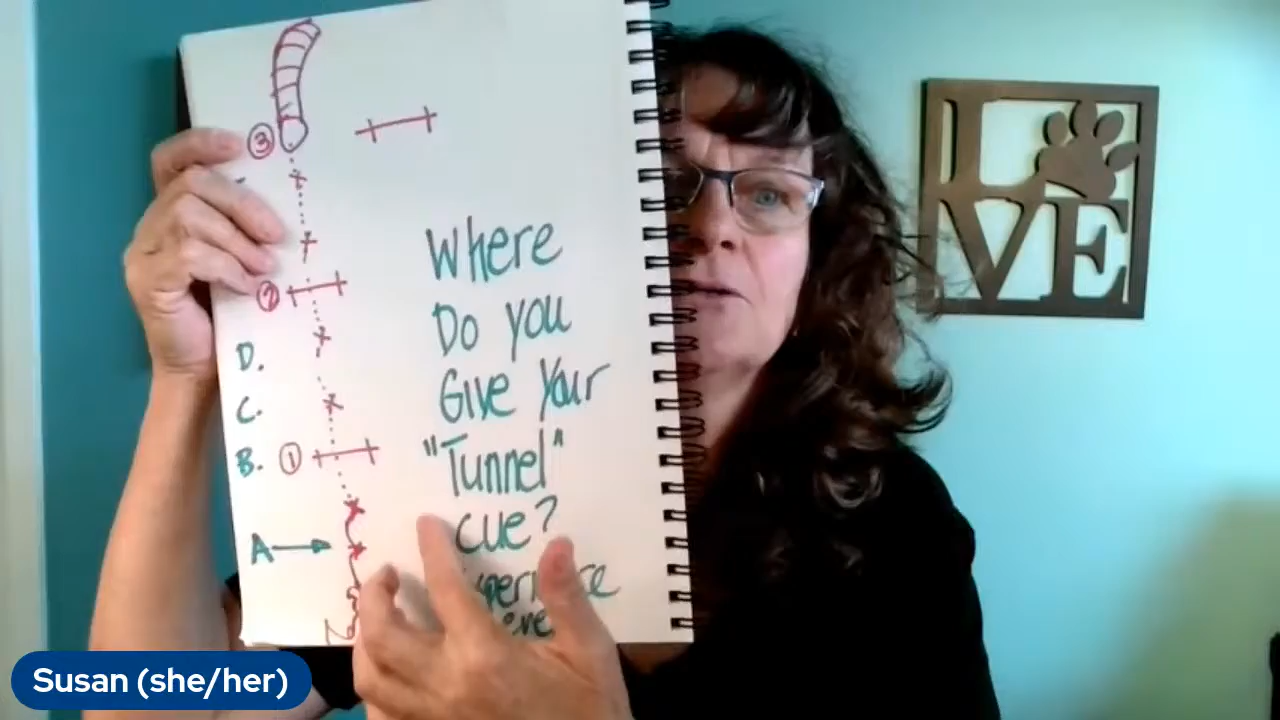 3
2
D.
C.
B. 1
A
Where
Do you
Give Your
"Tunnel"
Cue?
LOVE
Susan (she/her)